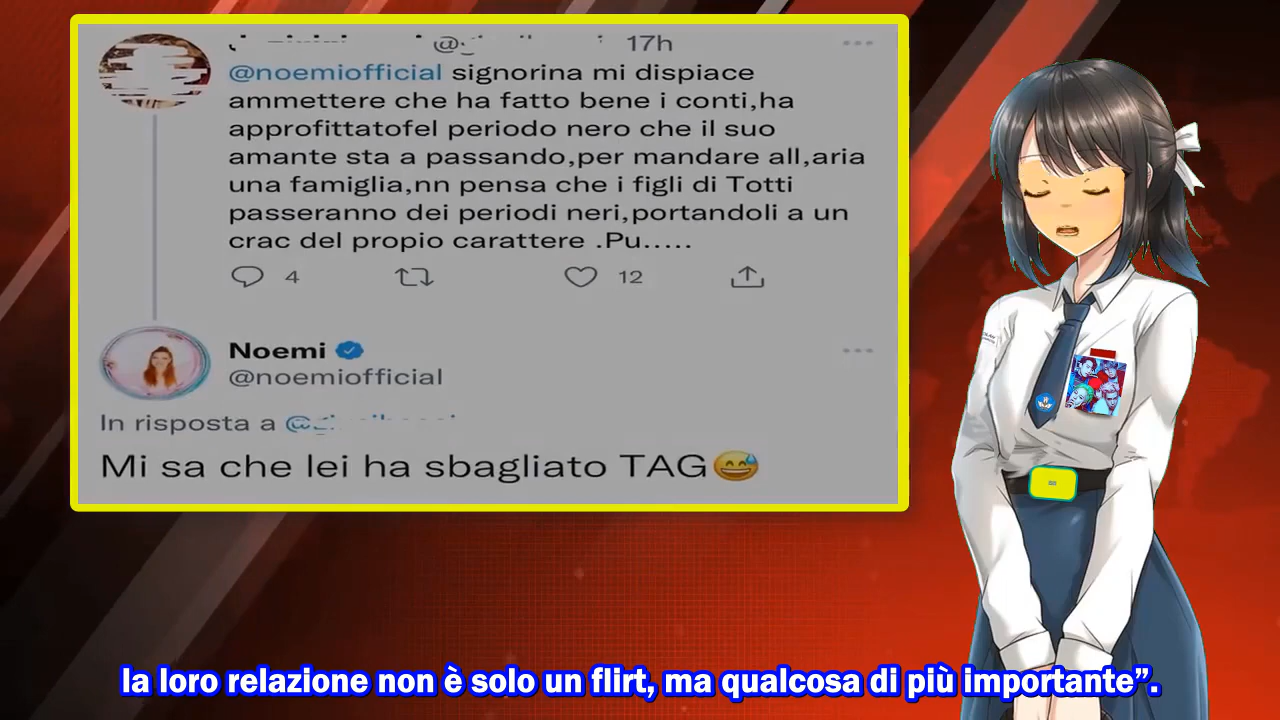 17h
@noemiofficial signorina mi dispiace
ammettere che ha fatto bene i conti,ha
approfittatofel periodo nero che il suo
amante sta a passando,per mandare all,aria
una famiglia,nn pensa che i figli di Totti
passeranno dei periodi neri,portandoli a un
crac del propio carattere .Pu.....
4 12
Noemi
@noemiofficial
In risposta a
Mi sa che lei ha sbagliato TAG😅
la loro relazione non è solo un flirt, ma qualcosa di più importante”.